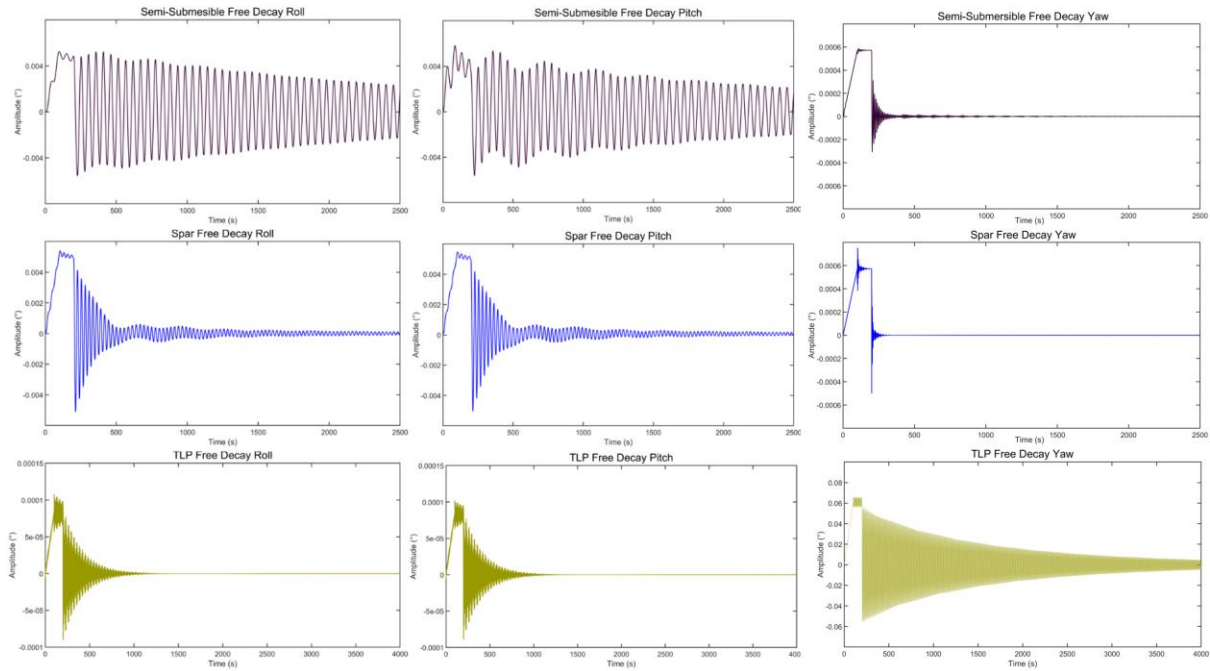 Semi-Submesible Free Decay Roll
0.004
0
-0.004
Amplitude (°)
0 500 1000 1500 2000 2500
Time (s)
Semi-Submesible Free Decay Pitch
0.004
0
-0.004
Amplitude (°)
0 500 1000 1500 2000 2500
Time (s)
Semi-Submersible Free Decay Yaw
0.0006
0.0004
0.0002
0
-0.0002
-0.0004
-0.0006
Amplitude (°)
0 500 1000 1500 2000 2500
Time (s)
Spar Free Decay Roll
0.004
0.002
0
-0.002
-0.004
Amplitude (°)
0 500 1000 1500 2000 2500
Time (s)
Spar Free Decay Pitch
0.004
0.002
0
-0.002
-0.004
Amplitude (°)
0 500 1000 1500 2000 2500
Time (s)
Spar Free Decay Yaw
0.0006
0.0004
0.0002
0
-0.0002
-0.0004
-0.0006
Amplitude (°)
0 500 1000 1500 2000 2500
Time (s)
TLP Free Decay Roll
0.00015
0.0001
5e-05
0
-5e-05
-0.0001
Amplitude (°)
0 500 1000 1500 2000 2500 3000 3500 4000
Time (s)
TLP Free Decay Pitch
0.00015
0.0001
5e-05
0
-5e-05
-0.0001
Amplitude (°)
0 500 1000 1500 2000 2500 3000 3500 400
Time (s)
TLP Free Decay Yaw
0.08
0.06
0.04
0.02
0
-0.02
-0.04
-0.06
Amplitude (°)
0 500 1000 1500 2000 2500 3000 3500 4000
Time (s)